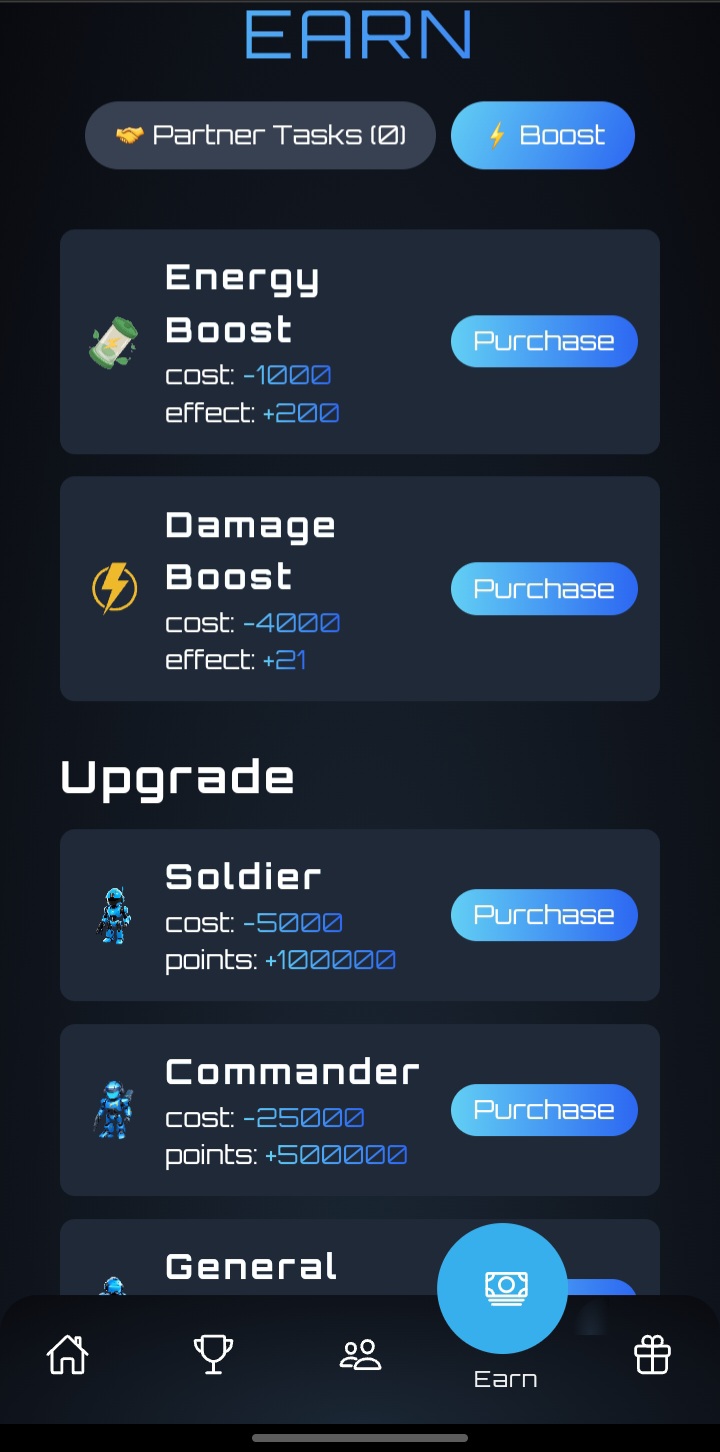 EARN
🤝 Partner Tasks (0)
⚡ Boost
Energy
Boost
cost: -1000
effect: +200
Purchase
Damage
Boost
cost: -4000
effect: +21
Purchase
Upgrade
Soldier
cost: -5000
points: +100000
Purchase
Commander
cost: -25000
points: +500000
Purchase
General
Earn